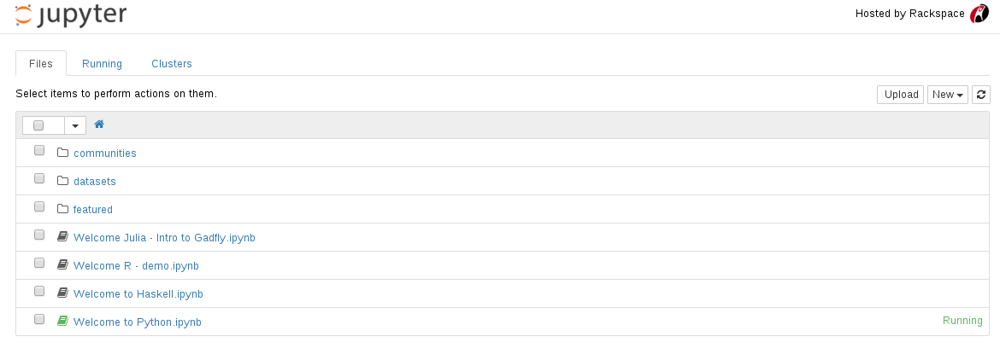 jupyter
Hosted by Rackspace
Files Running Clusters
Select items to perform actions on them.
Upload New
communities
datasets
featured
Welcome Julia - Intro to Gadfly.ipynb
Welcome R - demo.ipynb
Welcome to Haskell.ipynb
Welcome to Python.ipynb Running